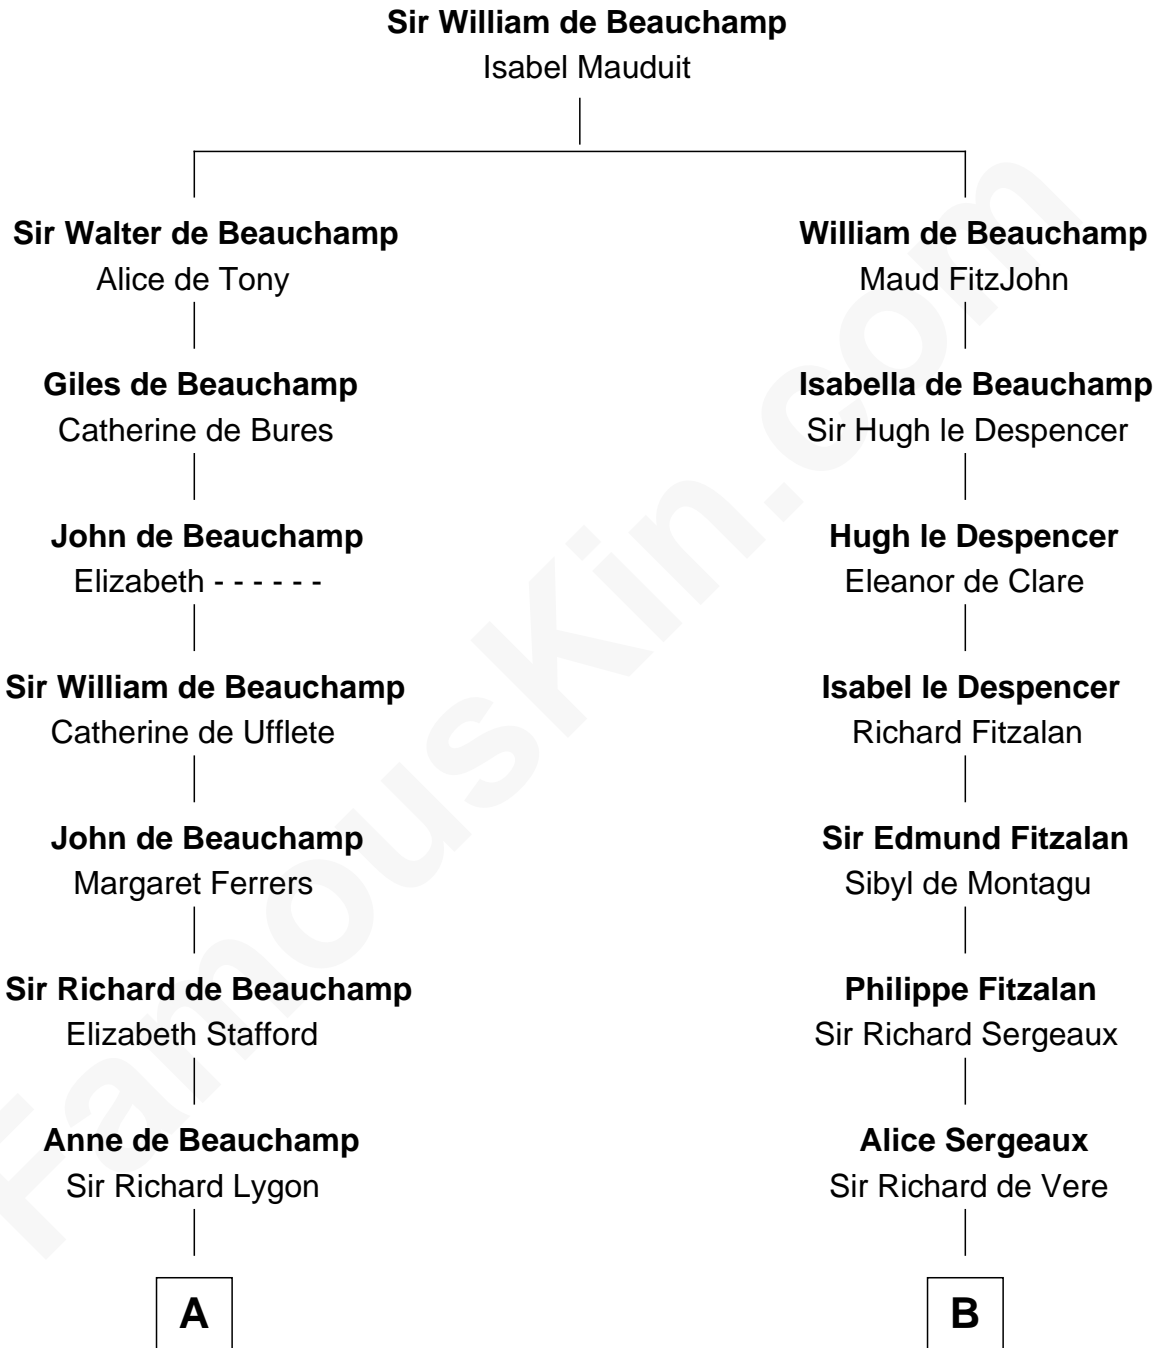 Sir William de Beauchamp
Isabel Mauduit
Sir Walter de Beauchamp
Alice de Tony
William de Beauchamp
Maud FitzJohn
Giles de Beauchamp
Catherine de Bures
Isabella de Beauchamp
Sir Hugh le Despencer
John de Beauchamp
Elizabeth - - - - - -
Hugh le Despencer
Eleanor de Clare
Sir William de Beauchamp
Catherine de Ufflete
Isabel le Despencer
Richard Fitzalan
John de Beauchamp
Margaret Ferrers
Sir Edmund Fitzalan
Sibyl de Montagu
Sir Richard de Beauchamp
Elizabeth Stafford
Philippe Fitzalan
Sir Richard Sergeaux
Anne de Beauchamp
Sir Richard Lygon
Alice Sergeaux
Sir Richard de Vere
A
B
FamousKin.com